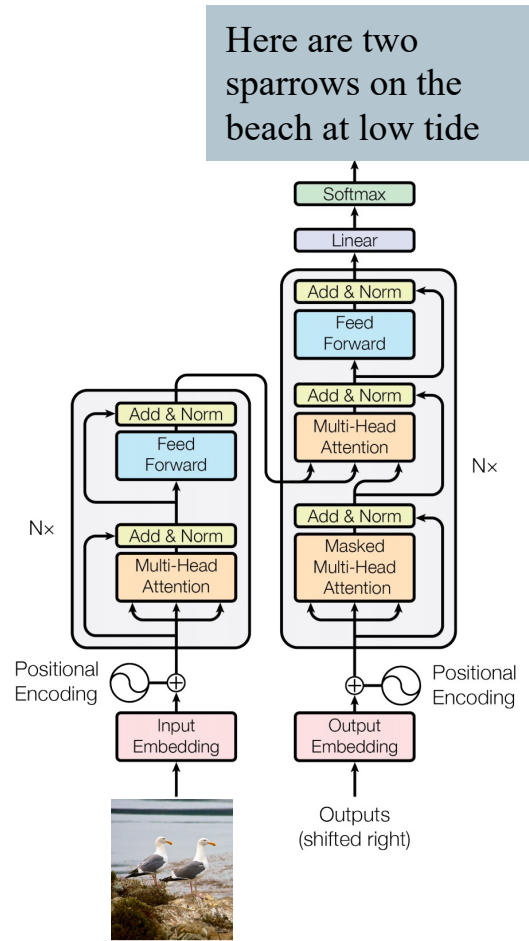 Here are two
sparrows on the
beach at low tide
Softmax
Linear
Add & Norm
Feed
Forward
Add & Norm
Multi-Head
Attention
Add & Norm
Masked
Multi-Head
Attention
N×
Add & Norm
Feed
Forward
Add & Norm
Multi-Head
Attention
N×
Positional
Encoding
Positional
Encoding
Input
Embedding
Output
Embedding
Outputs
(shifted right)